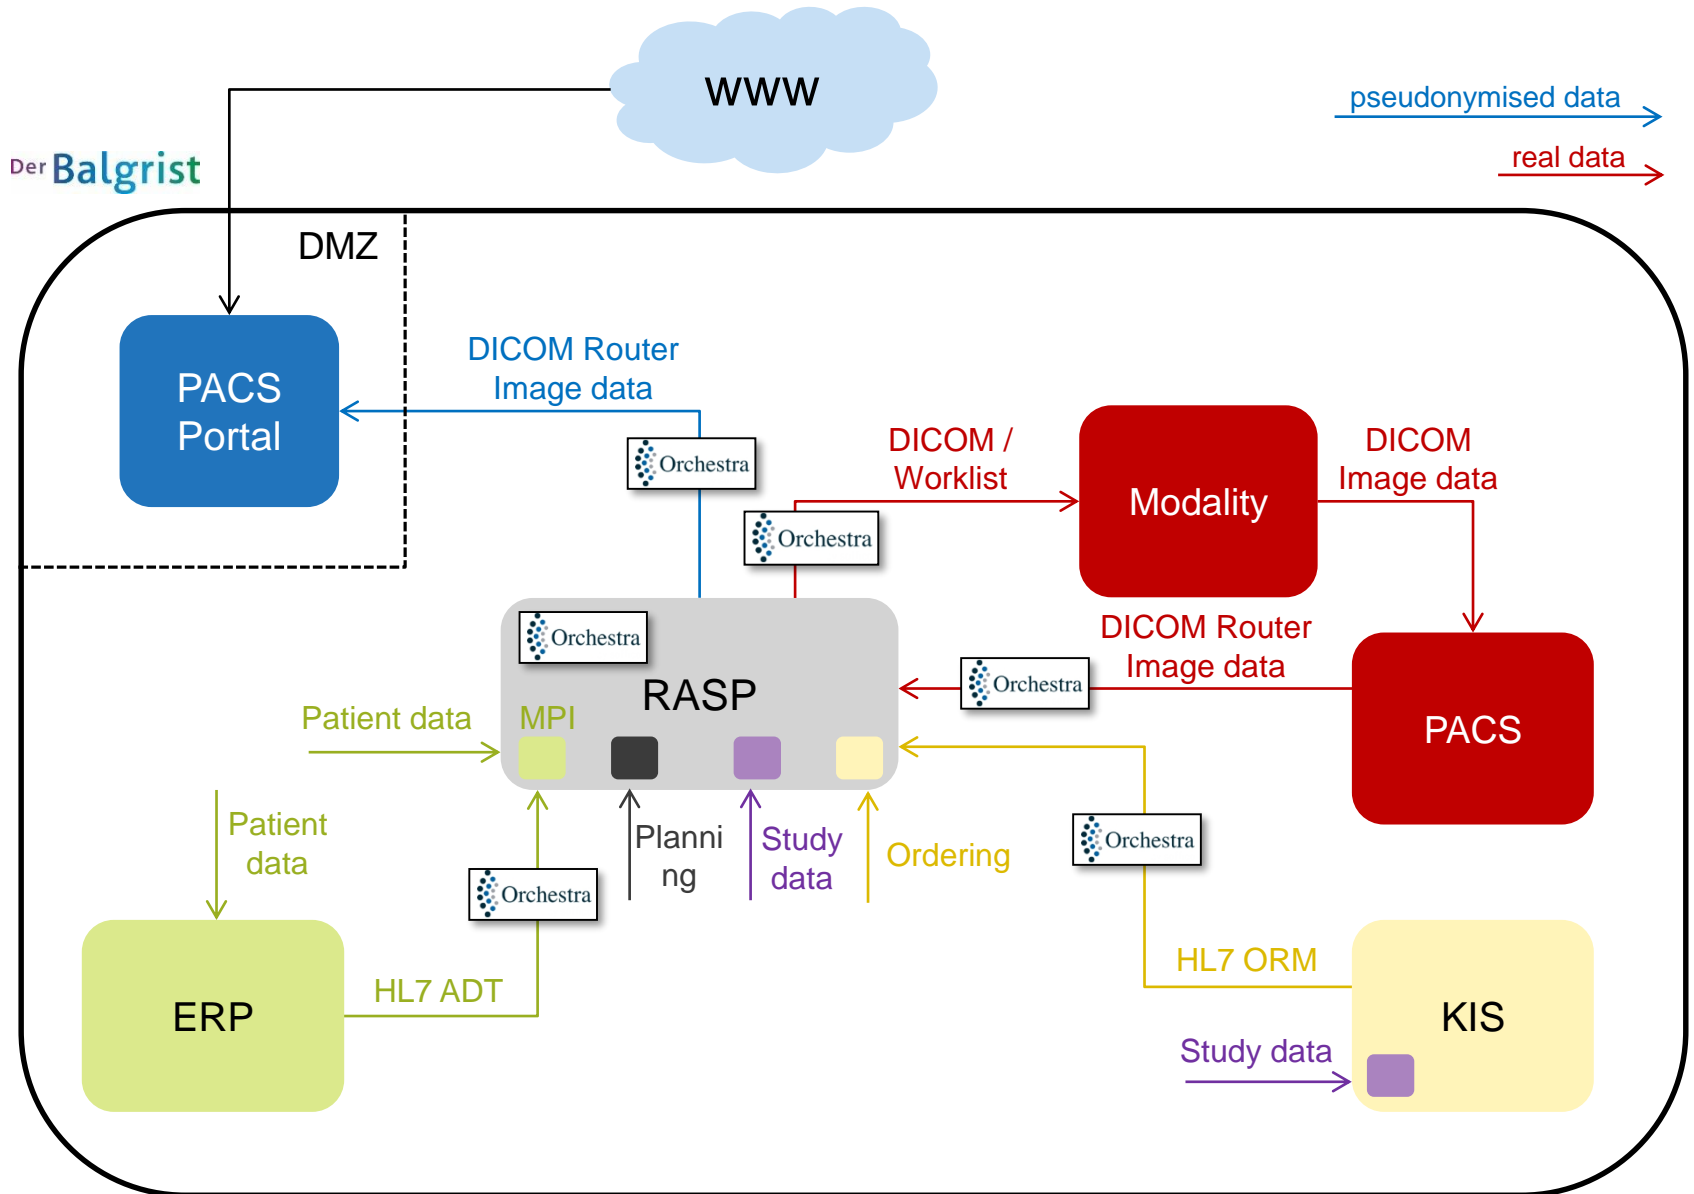 www
pseudonymised data
real data
Der Balgrist
DMZ
PACS
Portal
DICOM Router
Image data
Orchestra
DICOM /
Worklist
Orchestra
Modality
DICOM
Image data
Orchestra
RASP
MPI
DICOM Router
Image data
Orchestra
PACS
Patient data
Patient
data
Planni
ng
Study
data
Ordering
Orchestra
Orchestra
ERP
HL7 ADT
HL7 ORM
KIS
Study data